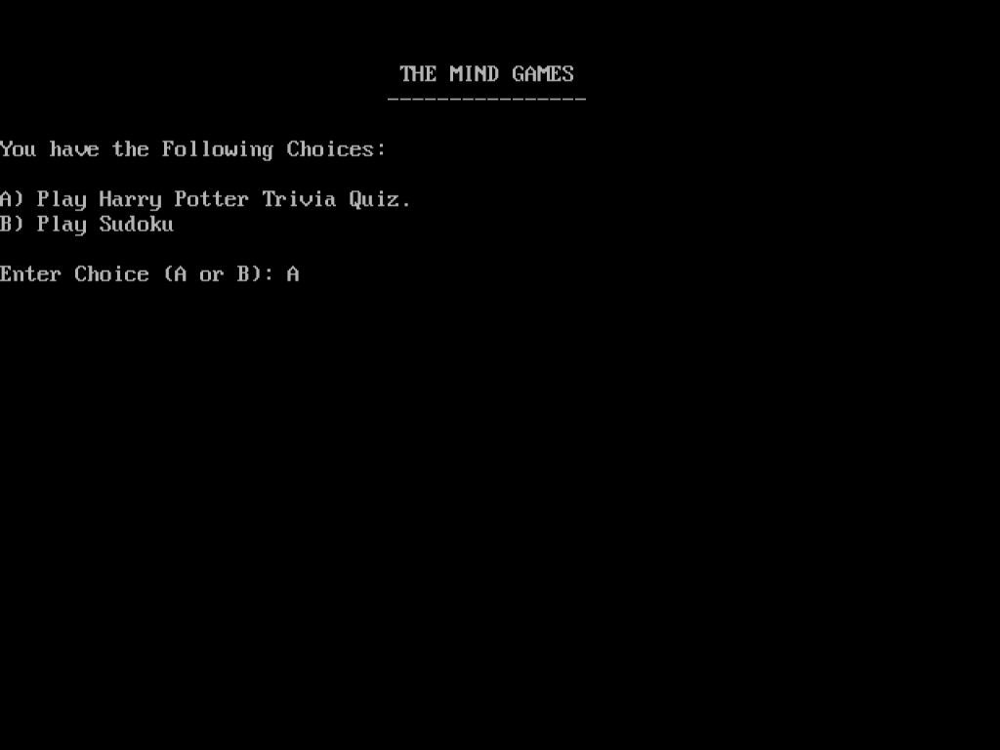 THE MIND GAMES
----------------
You have the Following Choices:
A) Play Harry Potter Trivia Quiz.
B) Play Sudoku
Enter Choice (A or B): A